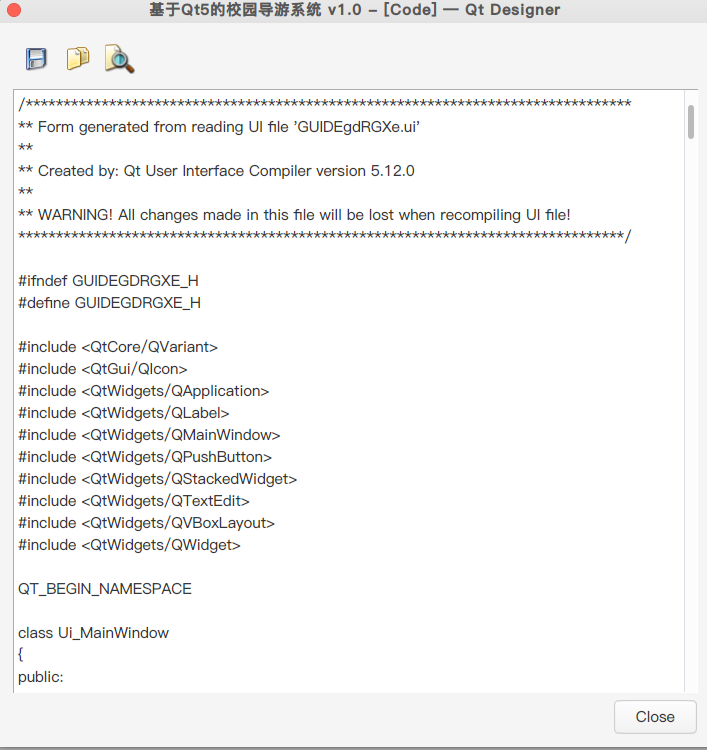 基于Qt5的校园导游系统 v1.0 – [Code] — Qt Designer
/********************************************************************************
** Form generated from reading UI file 'GUIDEgdRGXe.ui'
**
** Created by: Qt User Interface Compiler version 5.12.0
**
** WARNING! All changes made in this file will be lost when recompiling UI file!
********************************************************************************/
#ifndef GUIDEGDRGXE_H
#define GUIDEGDRGXE_H
#include <QtCore/QVariant>
#include <QtGui/QIcon>
#include <QtWidgets/QApplication>
#include <QtWidgets/QLabel>
#include <QtWidgets/QMainWindow>
#include <QtWidgets/QPushButton>
#include <QtWidgets/QStackedWidget>
#include <QtWidgets/QTextEdit>
#include <QtWidgets/QVBoxLayout>
#include <QtWidgets/QWidget>
QT_BEGIN_NAMESPACE
class Ui_MainWindow
{
public:
Close